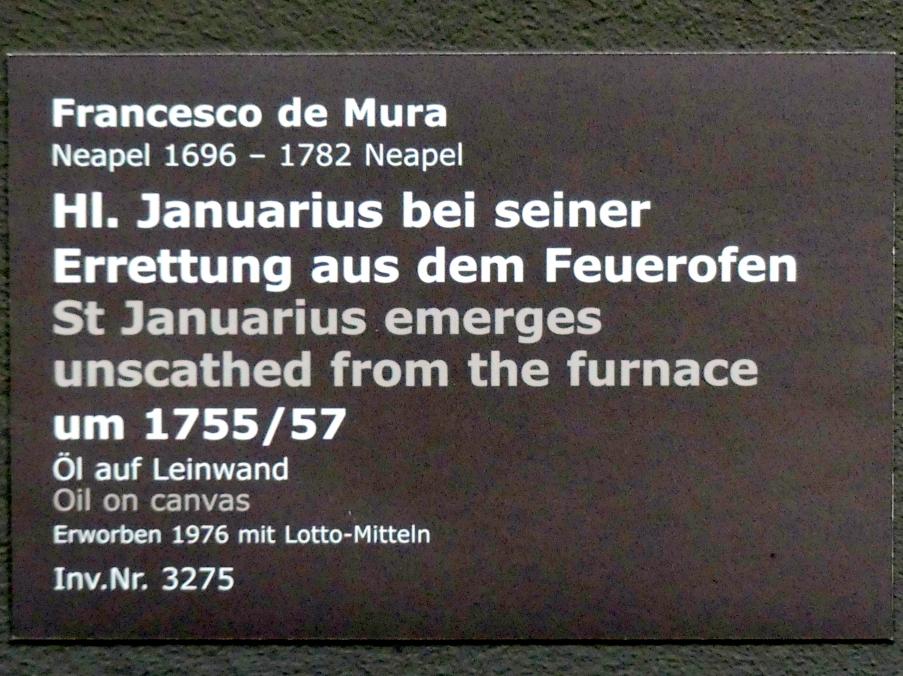 Francesco de Mura
Neapel 1696 – 1782 Neapel
Hl. Januarius bei seiner
Errettung aus dem Feuerofen
St Januarius emerges
unscathed from the furnace
um 1755/57
Öl auf Leinwand
Oil on canvas
Erworben 1976 mit Lotto-Mitteln
Inv.Nr. 3275